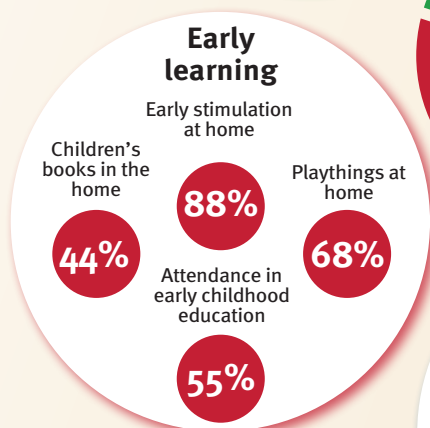 Early
learning
Early stimulation
at home
88%
Children’s
books in the
home
44%
Playthings at
home
68%
Attendance in
early childhood
education
55%